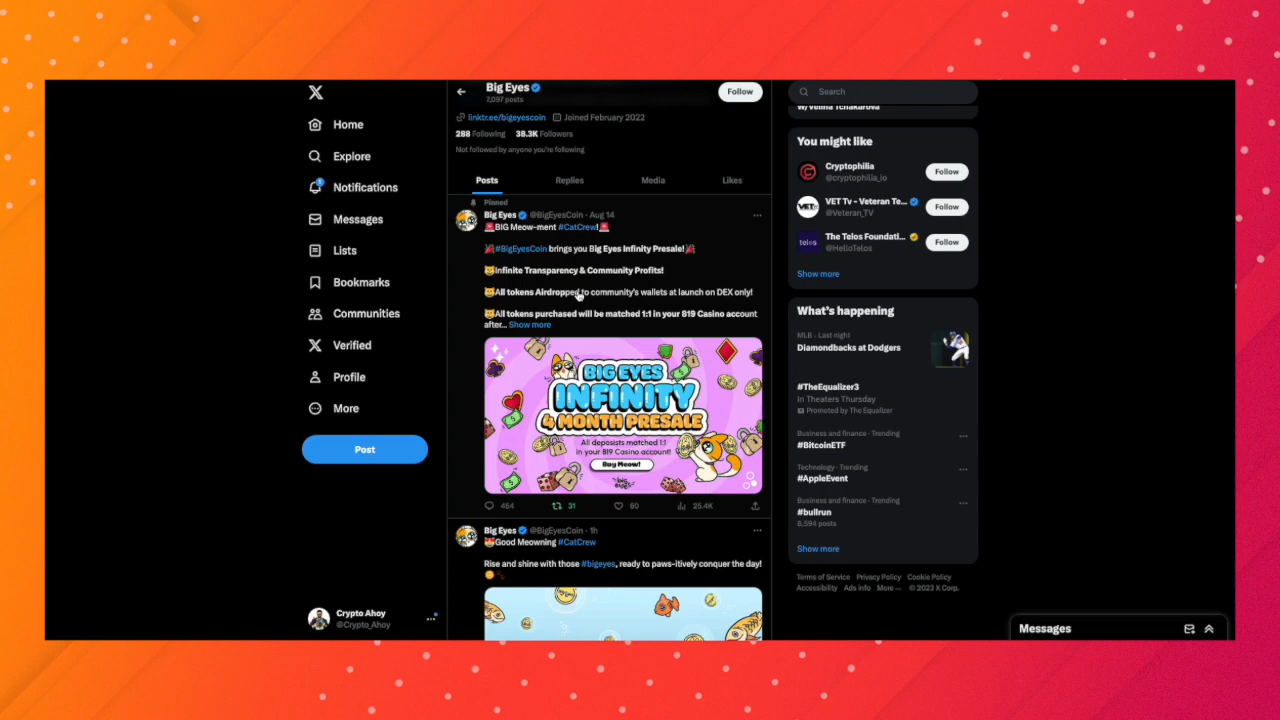 Home
Explore
Notifications
Messages
Lists
Bookmarks
Communities
Verified
Profile
More
Post
Crypto Ahoy
@Crypto_Ahoy
Big Eyes
7,097 posts
Follow
linktr.ee/bigeyescoin Joined February 2022
288 Following 38.3K Followers
Not followed by anyone you're following
Posts Replies Media Likes
Pinned
Big Eyes @BigEyesCoin · Aug 14
🚨BIG Meow-ment #CatCrew!🚨
🎉#BigEyesCoin brings you Big Eyes Infinity Presale!🎉
😺Infinite Transparency & Community Profits!
😺All tokens Airdropped to community's wallets at launch on DEX only!
😺All tokens purchased will be matched 1:1 in your 819 Casino account
after... Show more
BIG EYES
INFINITY
4 MONTH PRESALE
All deposits matched 1:1
in your 819 Casino account!
Buy Meow!
big
eyes
454 31 60 25.4K
Big Eyes @BigEyesCoin · 1h
Good Meowning #CatCrew
Rise and shine with those #bigeyes, ready to paws-itively conquer the day!
Search
w/Velina Tchakarova
You might like
Cryptophilia
@cryptophilia_io
Follow
VET Tv - Veteran Te...
@Veteran_TV
Follow
The Telos Foundati...
@HelloTelos
Follow
telos
Show more
What's happening
MLB · Last night
Diamondbacks at Dodgers
#TheEqualizer3
In Theaters Thursday
Promoted by The Equalizer
Business and finance · Trending
#BitcoinETF
Technology · Trending
#AppleEvent
Business and finance · Trending
#bullrun
8,594 posts
Show more
Terms of Service Privacy Policy Cookie Policy
Accessibility Ads info More ··· © 2023 X Corp.
Messages